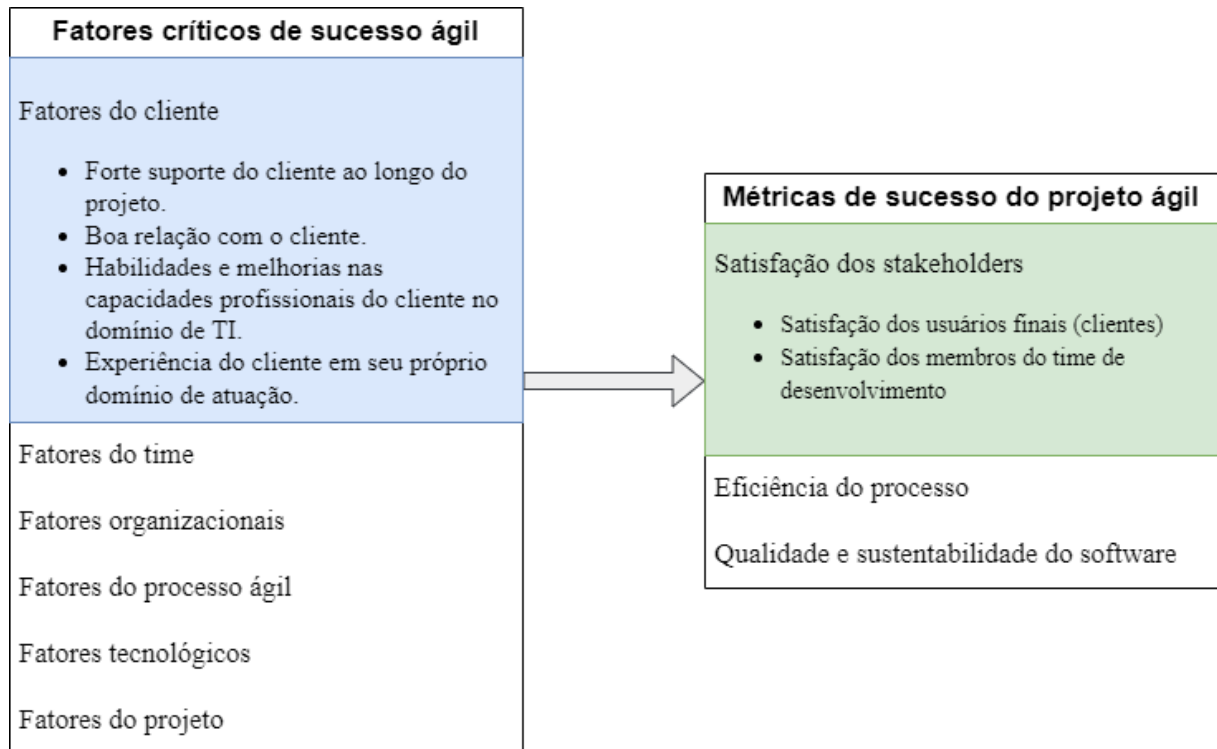 Fatores críticos de sucesso ágil
Fatores do cliente
• Forte suporte do cliente ao longo do
projeto.
• Boa relação com o cliente.
• Habilidades e melhorias nas
capacidades profissionais do cliente no
domínio de TI.
• Experiência do cliente em seu próprio
domínio de atuação.
Fatores do time
Fatores organizacionais
Fatores do processo ágil
Fatores tecnológicos
Fatores do projeto
Métricas de sucesso do projeto ágil
Satisfação dos stakeholders
• Satisfação dos usuários finais (clientes)
• Satisfação dos membros do time de
desenvolvimento
Eficiência do processo
Qualidade e sustentabilidade do software